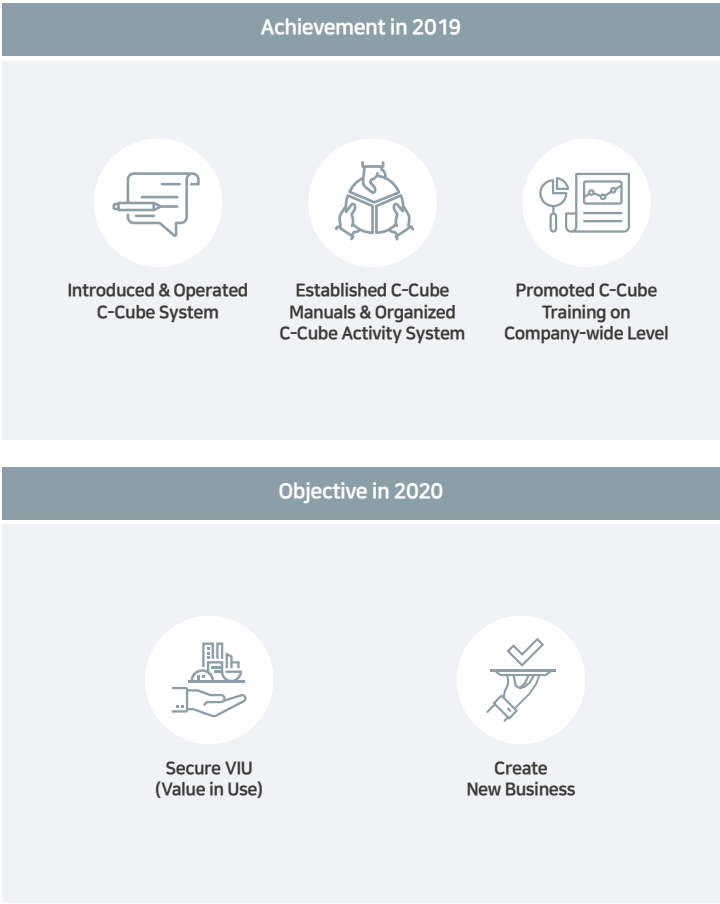 Achievement in 2019
Introduced & Operated
C-Cube System
Established C-Cube
Manuals & Organized
C-Cube Activity System
Promoted C-Cube
Training on
Company-wide Level
Objective in 2020
Secure VIU
(Value in Use)
Create
New Business